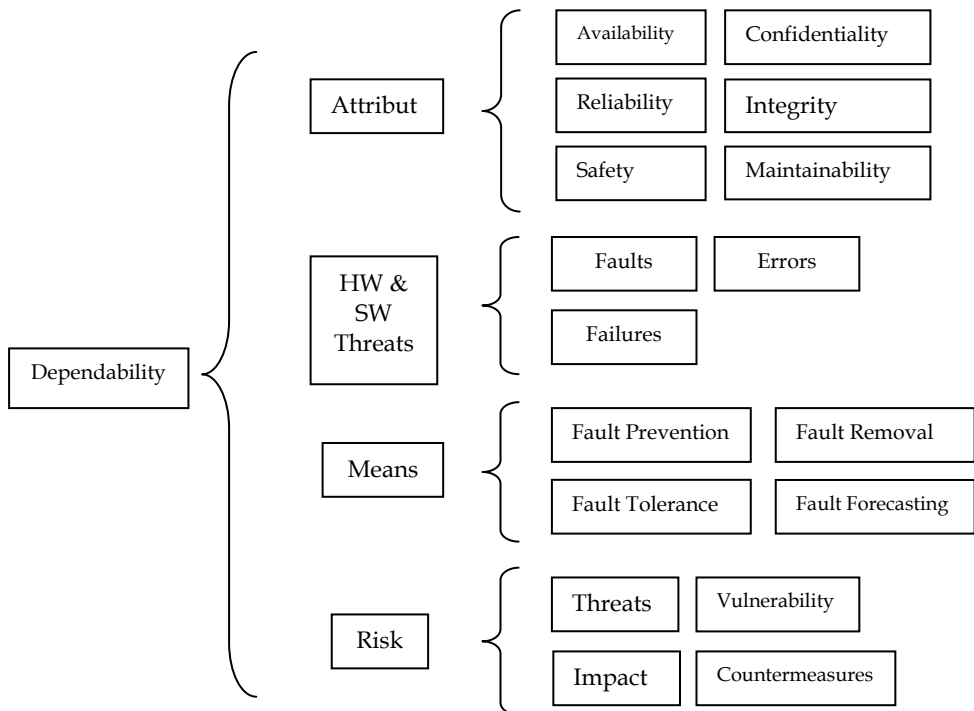 Dependability
Attribut
Availability
Confidentiality
Reliability
Integrity
Safety
Maintainability
HW &
SW
Threats
Faults
Errors
Failures
Means
Fault Prevention
Fault Removal
Fault Tolerance
Fault Forecasting
Risk
Threats
Vulnerability
Impact
Countermeasures